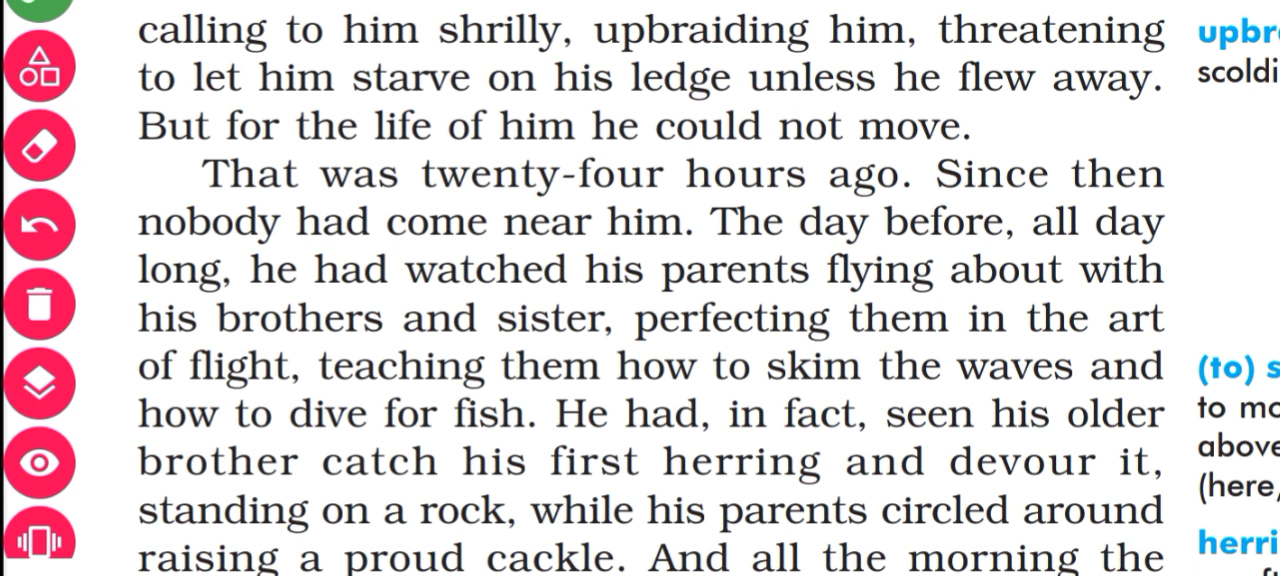 calling to him shrilly, upbraiding him, threatening
to let him starve on his ledge unless he flew away.
But for the life of him he could not move.
That was twenty-four hours ago. Since then
nobody had come near him. The day before, all day
long, he had watched his parents flying about with
his brothers and sister, perfecting them in the art
of flight, teaching them how to skim the waves and
how to dive for fish. He had, in fact, seen his older
brother catch his first herring and devour it,
standing on a rock, while his parents circled around
raising a proud cackle. And all the morning the
upbr
scoldi
(to) s
to mo
above
(here,
herri